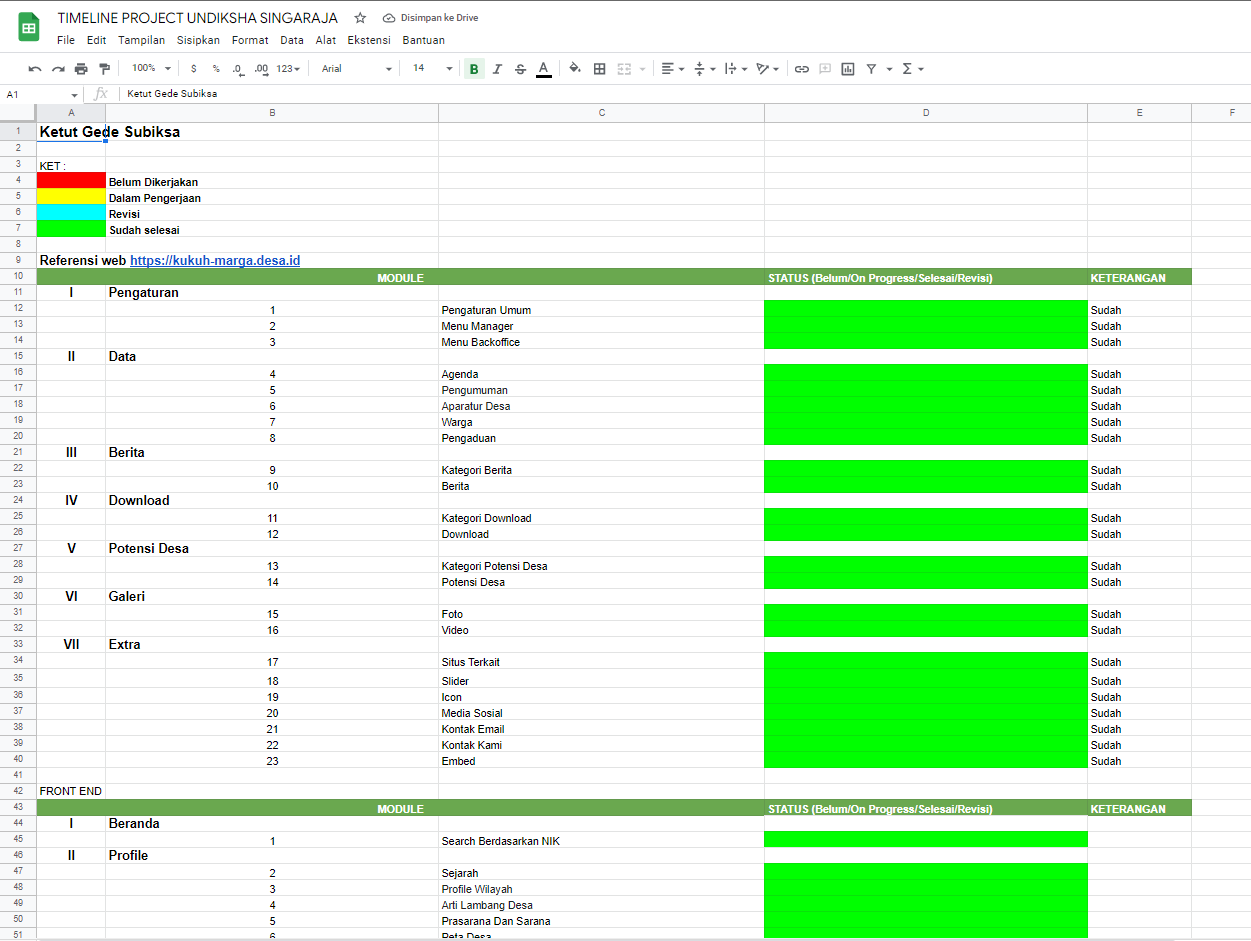 TIMELINE PROJECT UNDIKSHA SINGARAJA Disimpan ke Drive
File Edit Tampilan Sisipkan Format Data Alat Ekstensi Bantuan
100% $ % .0 .00 123 Arial 14 B I S A
A1 fx Ketut Gede Subiksa
A B C D E F
1 Ketut Gede Subiksa
2
3 KET :
4 Belum Dikerjakan
5 Dalam Pengerjaan
6 Revisi
7 Sudah selesai
8
9 Referensi web https://kukuh-marga.desa.id
10 MODULE STATUS (Belum/On Progress/Selesai/Revisi) KETERANGAN
11 I Pengaturan
12 1 Pengaturan Umum Sudah
13 2 Menu Manager Sudah
14 3 Menu Backoffice Sudah
15 II Data
16 4 Agenda Sudah
17 5 Pengumuman Sudah
18 6 Aparatur Desa Sudah
19 7 Warga Sudah
20 8 Pengaduan Sudah
21 III Berita
22 9 Kategori Berita Sudah
23 10 Berita Sudah
24 IV Download
25 11 Kategori Download Sudah
26 12 Download Sudah
27 V Potensi Desa
28 13 Kategori Potensi Desa Sudah
29 14 Potensi Desa Sudah
30 VI Galeri
31 15 Foto Sudah
32 16 Video Sudah
33 VII Extra
34 17 Situs Terkait Sudah
35 18 Slider Sudah
36 19 Icon Sudah
37 20 Media Sosial Sudah
38 21 Kontak Email Sudah
39 22 Kontak Kami Sudah
40 23 Embed Sudah
41
42 FRONT END
43 MODULE STATUS (Belum/On Progress/Selesai/Revisi) KETERANGAN
44 I Beranda
45 1 Search Berdasarkan NIK
46 II Profile
47 2 Sejarah
48 3 Profile Wilayah
49 4 Arti Lambang Desa
50 5 Prasarana Dan Sarana
51 6 Peta Desa